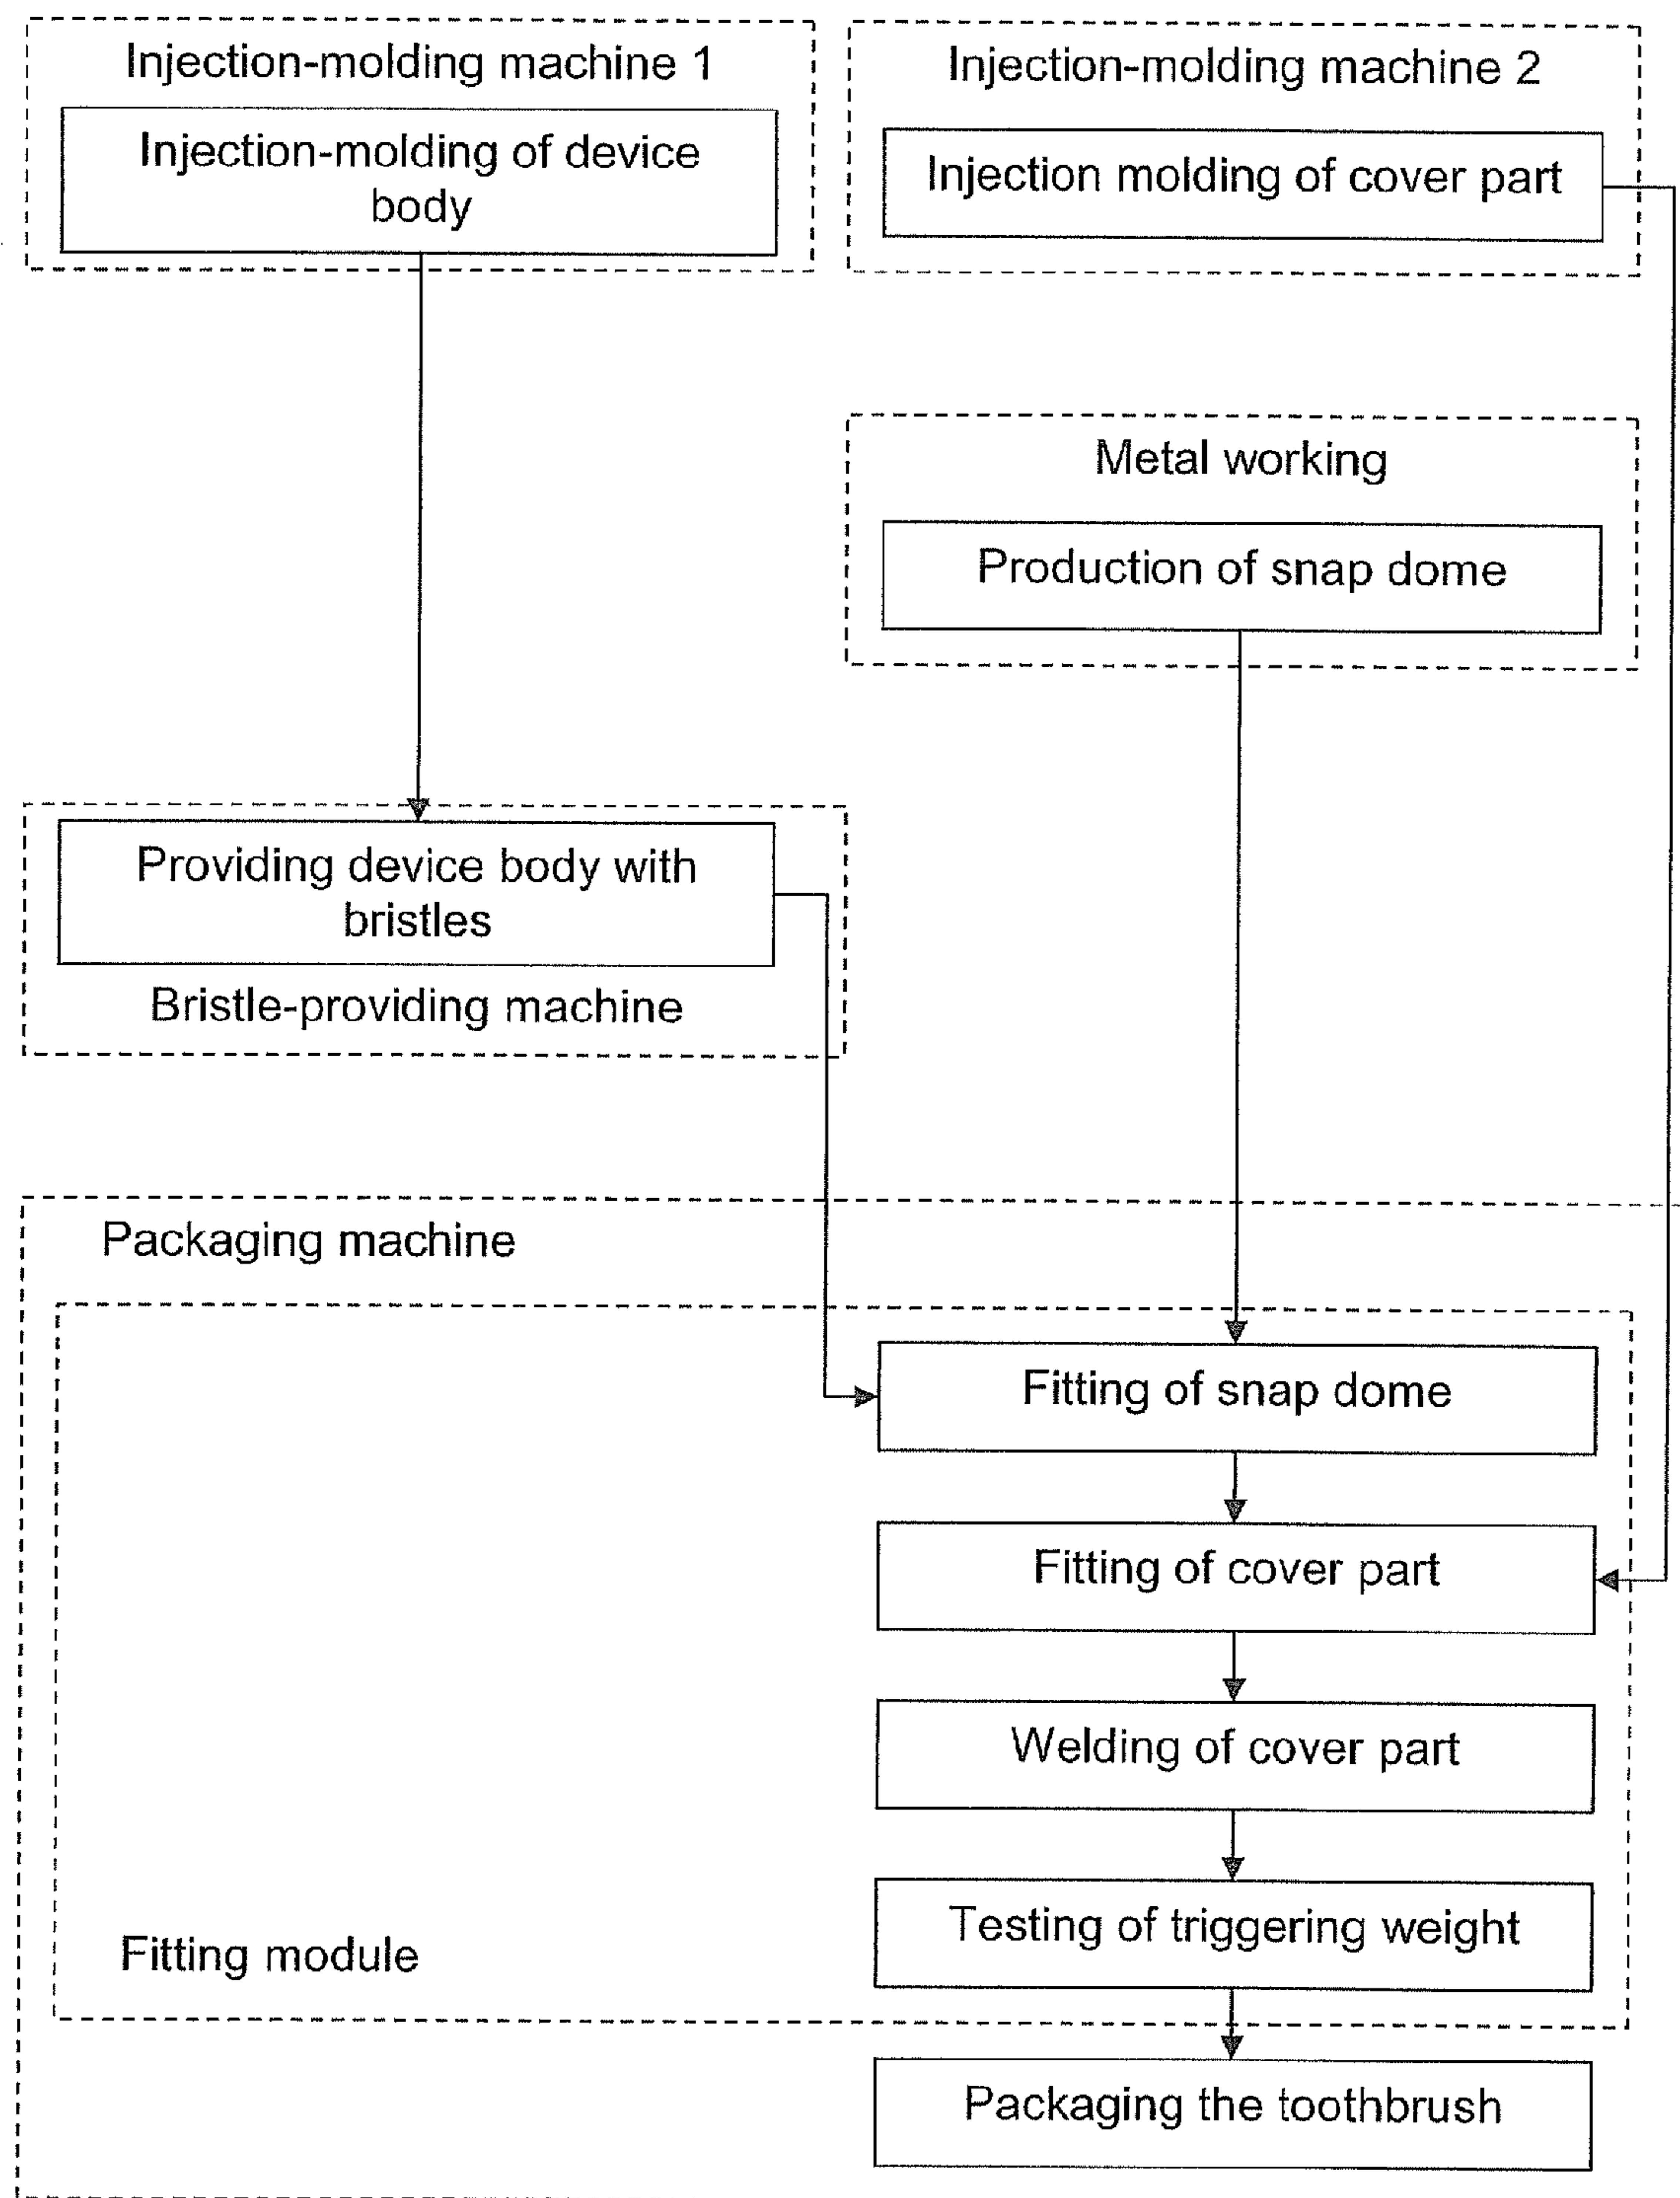 Injection-molding machine 1
Injection-molding of device
body
Injection-molding machine 2
Injection molding of cover part
Metal working
Production of snap dome
Providing device body with
bristles
Bristle-providing machine
Packaging machine
Fitting of snap dome
Fitting of cover part
Welding of cover part
Testing of triggering weight
Fitting module
Packaging the toothbrush